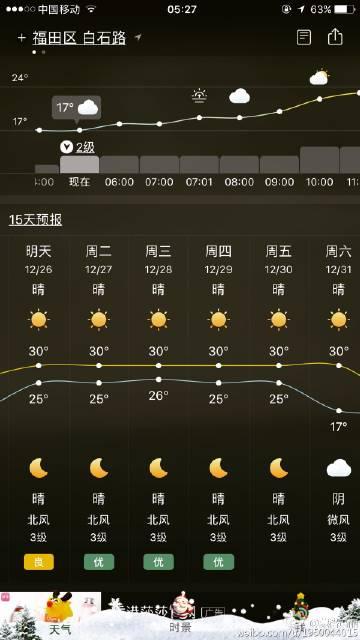 中国移动 05:27 63%
福田区 白石路
24°
17°
17°
2级
:00 现在 06:00 07:00 07:01 08:00 09:00 10:00 11
15天预报
明天 周二 周三 周四 周五 周六
12/26 12/27 12/28 12/29 12/30 12/31
晴 晴 晴 晴 晴 晴
30° 30° 30° 30° 30° 30°
25° 25° 26° 25° 25° 17°
晴 晴 晴 晴 晴 阴
北风 北风 北风 北风 北风 微风
3级 3级 3级 3级 3级 3级
良 优 优 优
天气 时景 广告